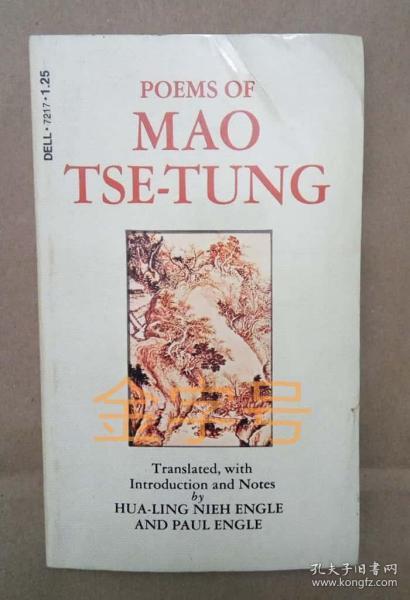 DELL • 7217 • 1.25
POEMS OF
MAO
TSE-TUNG
金字号
Translated, with
Introduction and Notes
by
HUA-LING NIEH ENGLE
AND PAUL ENGLE
孔夫子旧书网
www.kongfz.com